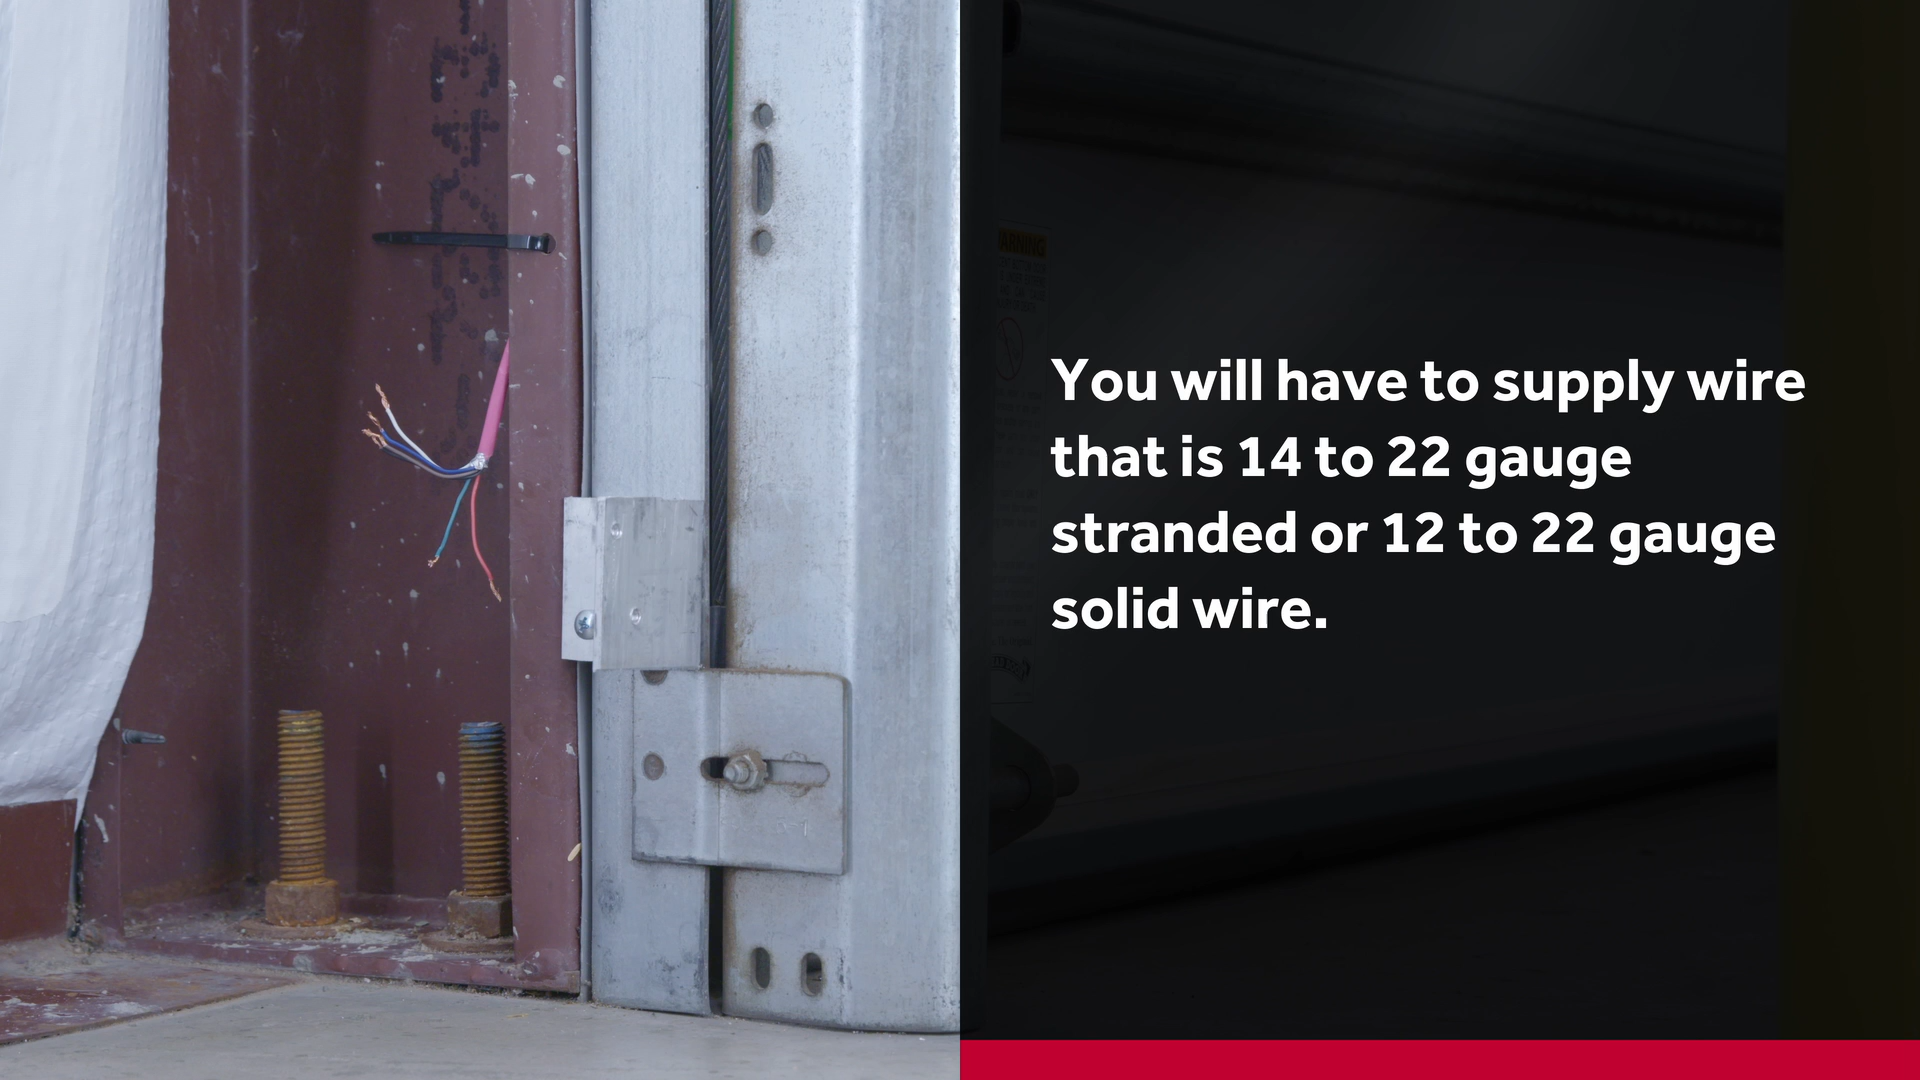 You will have to supply wire
that is 14 to 22 gauge
stranded or 12 to 22 gauge
solid wire.
ARNING